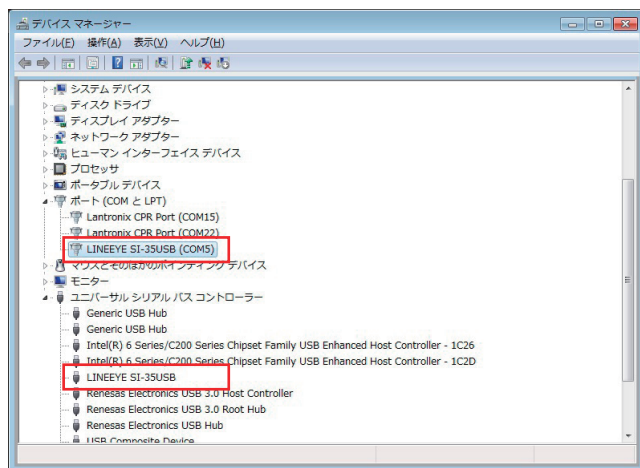 デバイス マネージャー
ファイル(F) 操作(A) 表示(V) ヘルプ(H)
システム デバイス
ディスク ドライブ
ディスプレイ アダプター
ネットワーク アダプター
ヒューマン インターフェイス デバイス
プロセッサ
ポータブル デバイス
ポート (COM と LPT)
Lantronix CPR Port (COM15)
Lantronix CPR Port (COM22)
LINEEYE SI-35USB (COM5)
マウスとそのほかのポインティング デバイス
モニター
ユニバーサル シリアル バス コントローラー
Generic USB Hub
Generic USB Hub
Intel(R) 6 Series/C200 Series Chipset Family USB Enhanced Host Controller - 1C26
Intel(R) 6 Series/C200 Series Chipset Family USB Enhanced Host Controller - 1C2D
LINEEYE SI-35USB
Renesas Electronics USB 3.0 Host Controller
Renesas Electronics USB 3.0 Root Hub
Renesas Electronics USB Hub
USB Composite Device